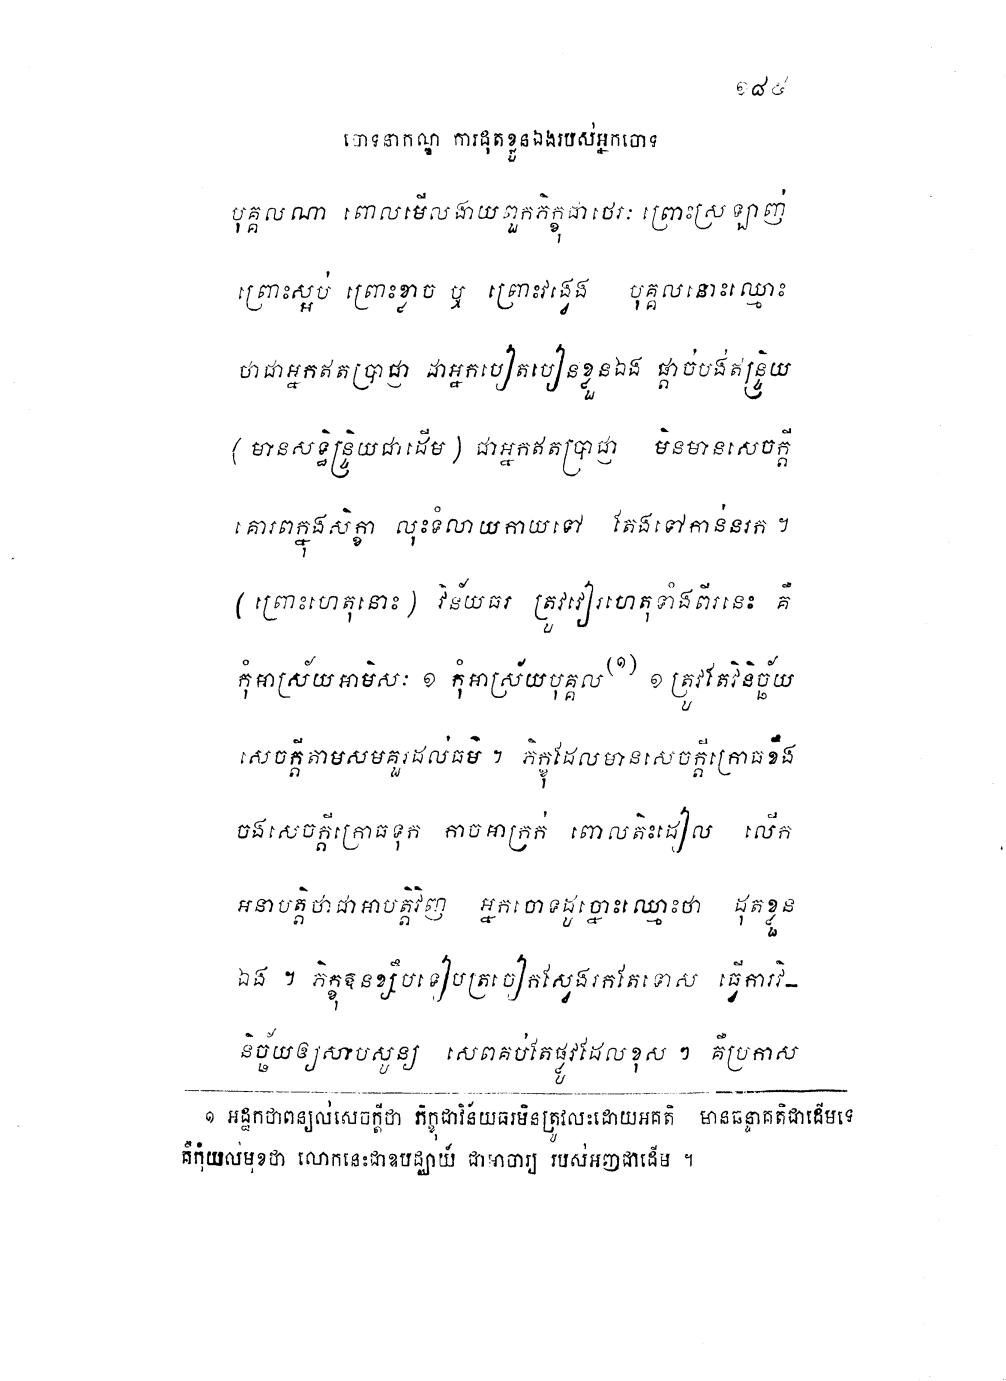 ១៨៥
ចោទនាកណ្ឌ ការដុតខ្លួនឯងរបស់អ្នកចោទ
បុគ្គលណា ពោលមើលងាយពួកភិក្ខុជាថេរៈ ព្រោះស្រឡាញ់
ព្រោះស្អប់ ព្រោះខ្លាច ឬ ព្រោះវង្វេង បុគ្គលនោះឈ្មោះ
ថាជាអ្នកឥតប្រាជ្ញា ជាអ្នកបៀតបៀនខ្លួនឯង ផ្តាច់បង់ឥន្ទ្រិយ
(មានសទ្ធិន្ទ្រិយជាដើម) ជាអ្នកឥតប្រាជ្ញា មិនមានសេចក្តី
គោរពក្នុងសិក្ខា លុះទំលាយកាយទៅ តែងទៅកាន់នរក ។
(ព្រោះហេតុនោះ) វិន័យធរ ត្រូវវៀរហេតុទាំងពីរនេះ គឺ
កុំអាស្រ័យអាមិសៈ ១ កុំអាស្រ័យបុគ្គល(១) ១ ត្រូវតែវិនិច្ឆ័យ
សេចក្តីតាមសមគួរដល់ធម៌ ។ ភិក្ខុដែលមានសេចក្តីក្រោធខឹង
ចងសេចក្តីក្រោធទុក កាចអាក្រក់ ពោលតិះដៀល លើក
អនាបត្តិថាជាអាបត្តិវិញ អ្នកចោទដូច្នោះឈ្មោះថា ដុតខ្លួន
ឯង ។ ភិក្ខុឧនខ្សឹបទៀបត្រចៀកស្វែងរកតែទោស ធ្វើការវិ-
និច្ឆ័យឲ្យសាបសូន្យ សេពគប់តែផ្លូវដែលខុស ។ គឺប្រកាស
១ អដ្ឋកថាពន្យល់សេចក្តីថា ភិក្ខុជាវិន័យធរមិនត្រូវលះដោយអគតិ មានឆន្ទាគតិជាដើមទេ
គឺកុំយល់មុខថា លោកនេះជាឧបជ្ឈាយ៍ ជាអាចារ្យ របស់អញជាដើម ។